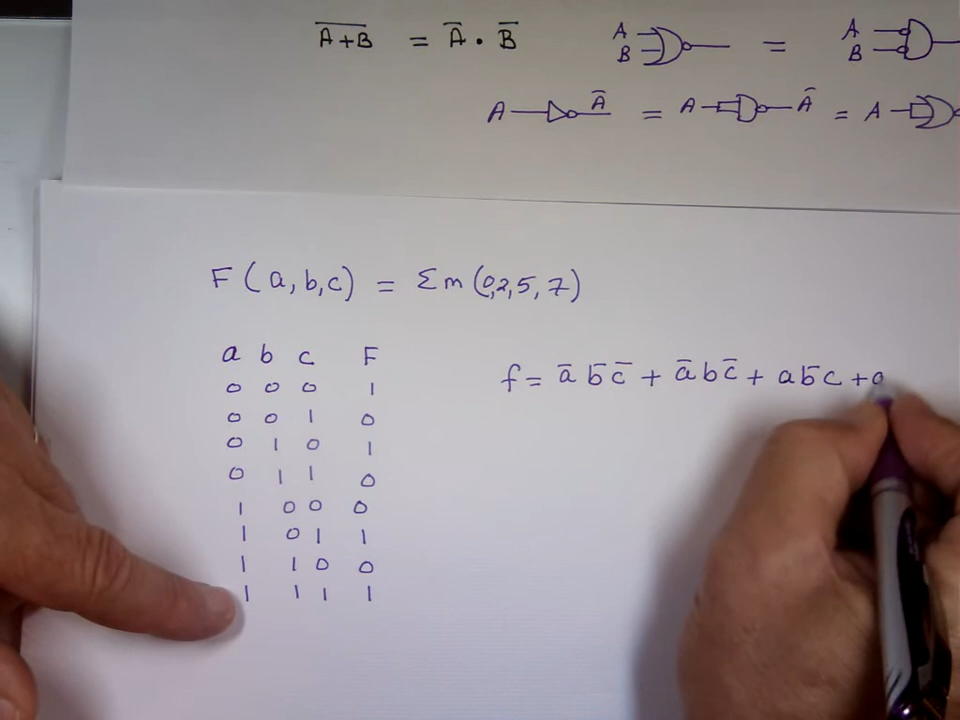 A̅+̅B̅ = A̅ · B̅ A B = A B
A A̅ = A A̅ = A
F (a, b, c) = Σ m (0, 2, 5, 7)
a b c F
0 0 0 1
0 0 1 0
0 1 0 1
0 1 1 0
1 0 0 0
1 0 1 1
1 1 0 0
1 1 1 1
f = a̅ b̅ c̅ + a̅ b c̅ + a b̅ c + a